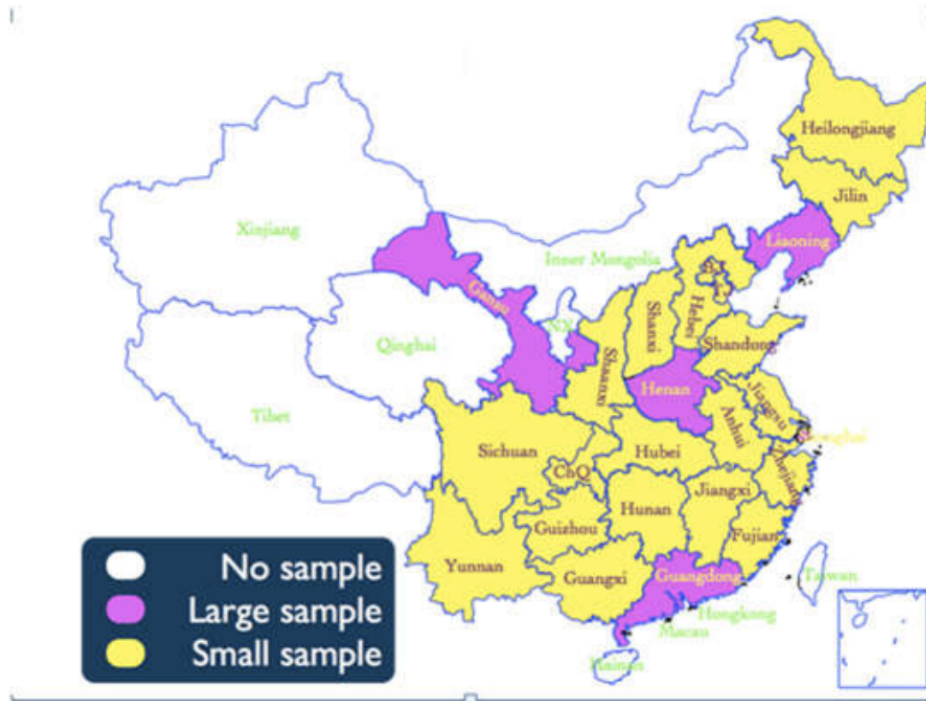 Heilongjiang
Jilin
Liaoning
Xinjiang
Inner Mongolia
Gansu
NX
Qinghai
Shaanxi
Shanxi
Hebei
Shandong
Henan
Tibet
Jiangsu
Anhui
Shanghai
Sichuan
ChQ
Hubei
Zhejiang
Hunan
Jiangxi
Guizhou
Fujian
Yunnan
Guangxi
Guangdong
Taiwan
Hongkong
Macau
Hainan
No sample
Large sample
Small sample